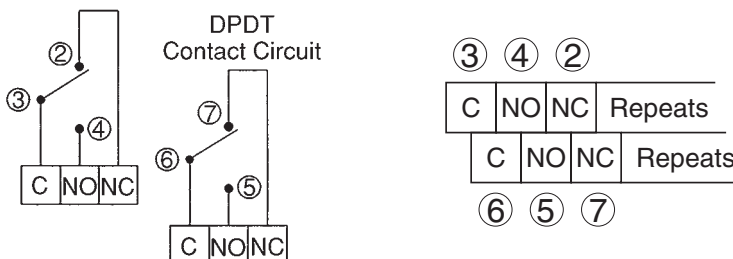 DPDT
Contact Circuit
② 
③
④
C NO NC
⑦
⑥
⑤
C NO NC
③ ④ ②
C NO NC Repeats
C NO NC Repeats
⑥ ⑤ ⑦